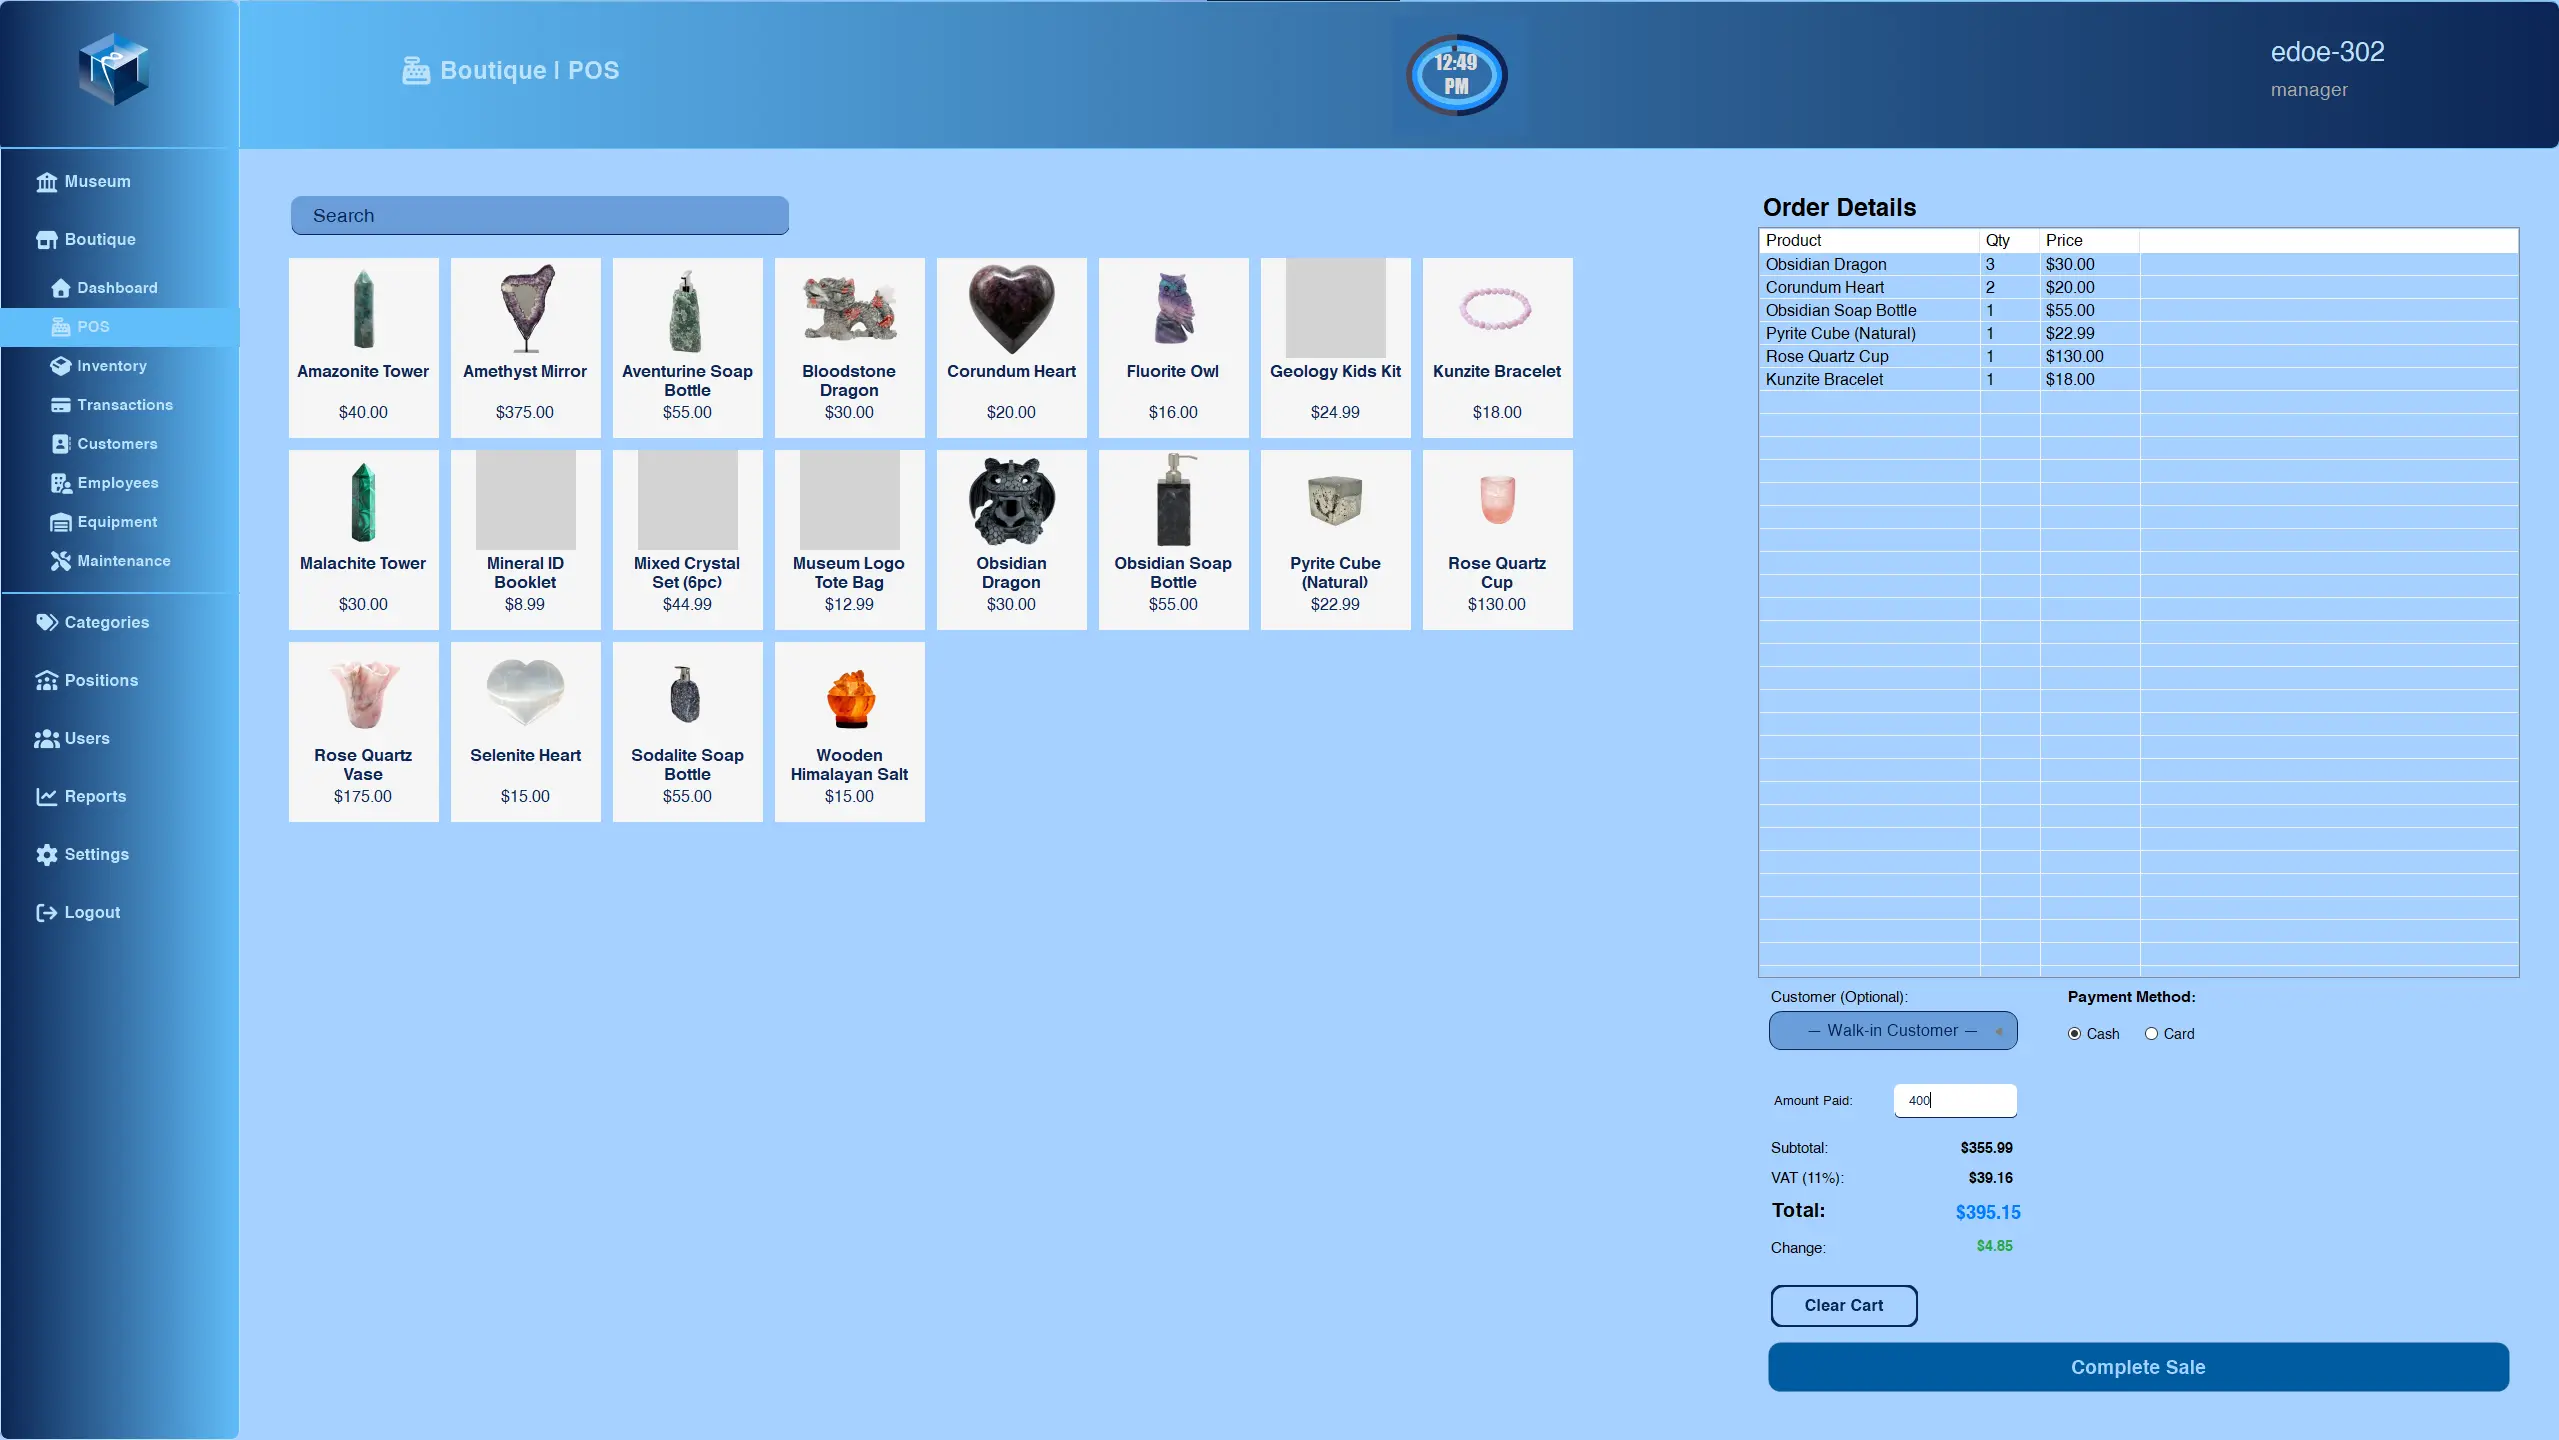 Boutique | POS
12:49
PM
edoe-302
manager
Museum
Boutique
Dashboard
POS
Inventory
Transactions
Customers
Employees
Equipment
Maintenance
Categories
Positions
Users
Reports
Settings
Logout
Search
Amazonite Tower
$40.00
Amethyst Mirror
$375.00
Aventurine Soap
Bottle
$55.00
Bloodstone
Dragon
$30.00
Corundum Heart
$20.00
Fluorite Owl
$16.00
Geology Kids Kit
$24.99
Kunzite Bracelet
$18.00
Malachite Tower
$30.00
Mineral ID
Booklet
$8.99
Mixed Crystal
Set (6pc)
$44.99
Museum Logo
Tote Bag
$12.99
Obsidian
Dragon
$30.00
Obsidian Soap
Bottle
$55.00
Pyrite Cube
(Natural)
$22.99
Rose Quartz
Cup
$130.00
Rose Quartz
Vase
$175.00
Selenite Heart
$15.00
Sodalite Soap
Bottle
$55.00
Wooden
Himalayan Salt
$15.00
Order Details
Product Qty Price
Obsidian Dragon 3 $30.00
Corundum Heart 2 $20.00
Obsidian Soap Bottle 1 $55.00
Pyrite Cube (Natural) 1 $22.99
Rose Quartz Cup 1 $130.00
Kunzite Bracelet 1 $18.00
Customer (Optional):
— Walk-in Customer —
Payment Method:
Cash Card
Amount Paid: 400
Subtotal: $355.99
VAT (11%): $39.16
Total: $395.15
Change: $4.85
Clear Cart
Complete Sale